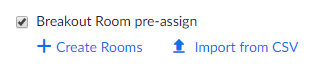 Breakout Room pre-assign
Create Rooms Import from CSV